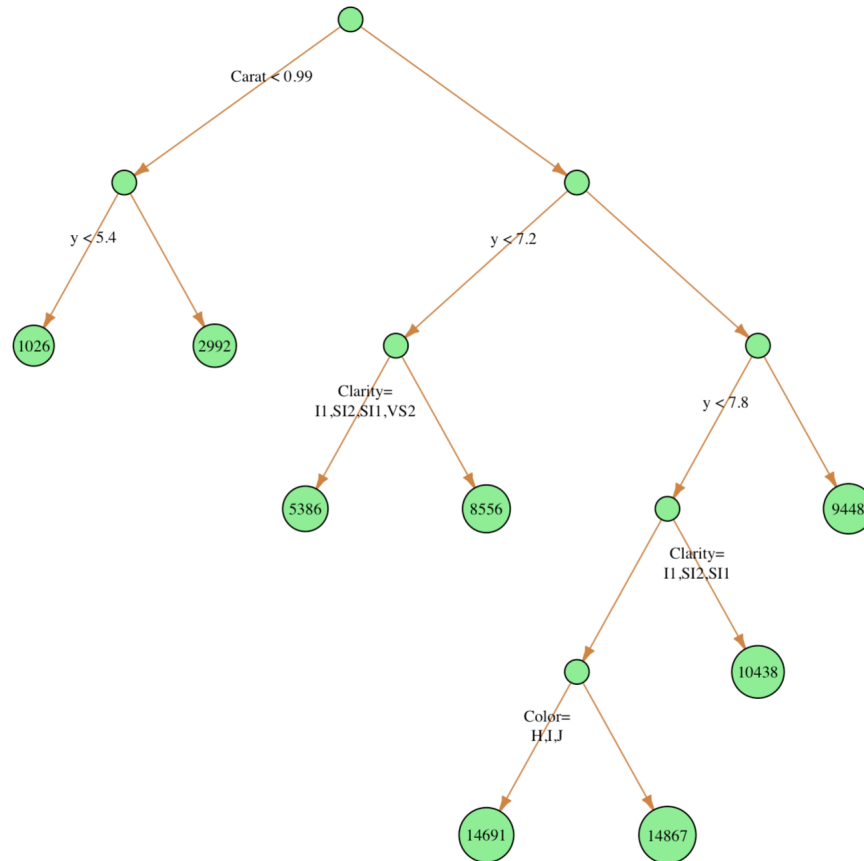 Carat < 0.99
y < 5.4
y < 7.2
1026
2992
Clarity=
I1,SI2,SI1,VS2
y < 7.8
5386
8556
9448
Clarity=
I1,SI2,SI1
10438
Color=
H,I,J
14691
14867